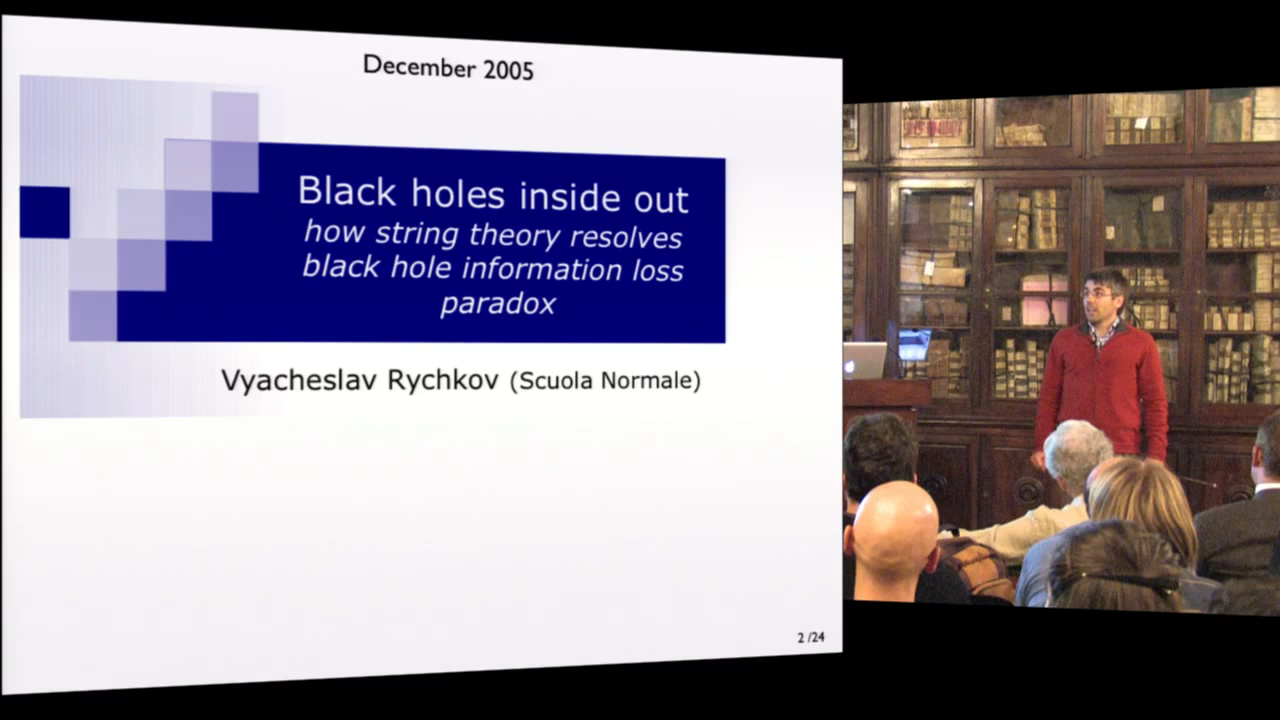 December 2005
Black holes inside out
how string theory resolves
black hole information loss
paradox
Vyacheslav Rychkov (Scuola Normale)
2 /24